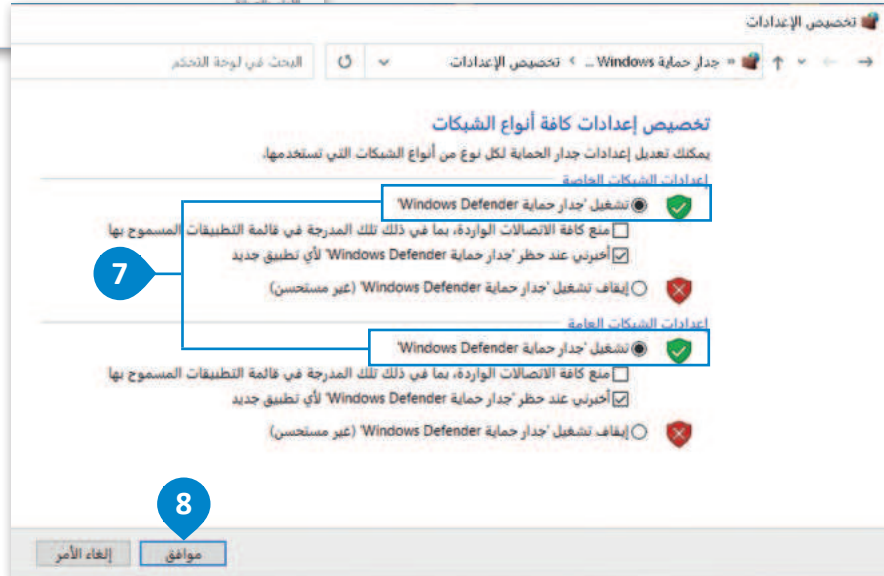 تخصيص الإعدادات
« جدار حماية Windows ... › تخصيص الإعدادات
البحث في لوحة التحكم
تخصيص إعدادات كافة أنواع الشبكات
يمكنك تعديل إعدادات جدار الحماية لكل نوع من أنواع الشبكات التي تستخدمها.
إعدادات الشبكات الخاصة
تشغيل 'جدار حماية Windows Defender'
منع كافة الاتصالات الواردة، بما في ذلك تلك المدرجة في قائمة التطبيقات المسموح بها
أخبرني عند حظر 'جدار حماية Windows Defender' لأي تطبيق جديد
7
إيقاف تشغيل 'جدار حماية Windows Defender' (غير مستحسن)
إعدادات الشبكات العامة
تشغيل 'جدار حماية Windows Defender'
منع كافة الاتصالات الواردة، بما في ذلك تلك المدرجة في قائمة التطبيقات المسموح بها
أخبرني عند حظر 'جدار حماية Windows Defender' لأي تطبيق جديد
إيقاف تشغيل 'جدار حماية Windows Defender' (غير مستحسن)
8
موافق
إلغاء الأمر